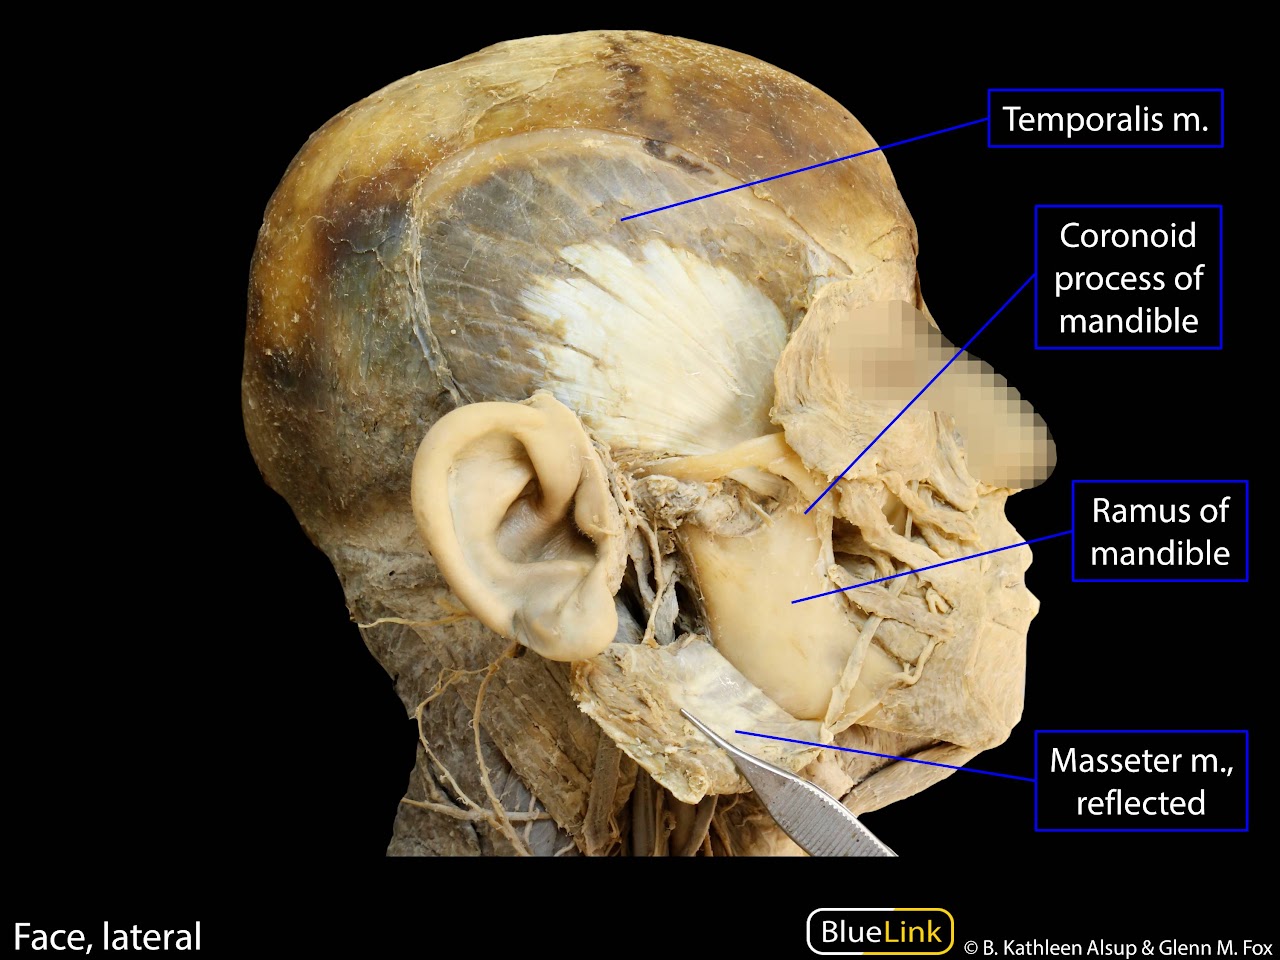 Temporalis m.
Coronoid
process of
mandible
Ramus of
mandible
Masseter m.,
reflected
Face, lateral
BlueLink
© B. Kathleen Alsup & Glenn M. Fox